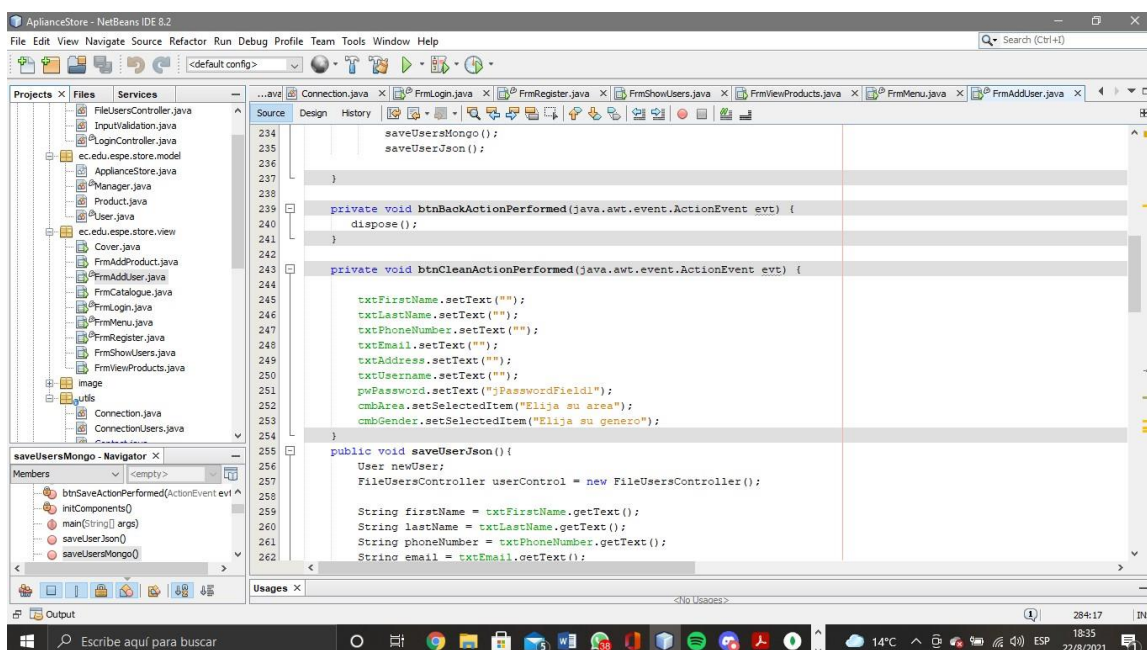 AplianceStore - NetBeans IDE 8.2
File Edit View Navigate Source Refactor Run Debug Profile Team Tools Window Help
Search (Ctrl+I)
<default config>
Projects Files Services
FileUsersController.java
InputValidation.java
LoginController.java
ec.edu.espe.store.model
ApplianceStore.java
Manager.java
Product.java
User.java
ec.edu.espe.store.view
Cover.java
FrmAddProduct.java
FrmAddUser.java
FrmCatalogue.java
FrmLogin.java
FrmMenu.java
FrmRegister.java
FrmShowUsers.java
FrmViewProducts.java
image
utils
Connection.java
ConnectionUsers.java
saveUsersMongo - Navigator
Members <empty>
btnSaveActionPerformed(ActionEvent evt)
initComponents()
main(String[] args)
saveUserJson()
saveUsersMongo()
...ava Connection.java FrmLogin.java FrmRegister.java FrmShowUsers.java FrmViewProducts.java FrmMenu.java FrmAddUser.java
Source Design History
234 saveUsersMongo();
235 saveUserJson();
236
237 }
238
239 private void btnBackActionPerformed(java.awt.event.ActionEvent evt) {
240 dispose();
241 }
242
243 private void btnCleanActionPerformed(java.awt.event.ActionEvent evt) {
244
245 txtFirstName.setText("");
246 txtLastName.setText("");
247 txtPhoneNumber.setText("");
248 txtEmail.setText("");
249 txtAddress.setText("");
250 txtUsername.setText("");
251 pwPassword.setText("jPasswordField1");
252 cmbArea.setSelectedItem("Elija su area");
253 cmbGender.setSelectedItem("Elija su genero");
254 }
255 public void saveUserJson(){
256 User newUser;
257 FileUsersController userControl = new FileUsersController();
258
259 String firstName = txtFirstName.getText();
260 String lastName = txtLastName.getText();
261 String phoneNumber = txtPhoneNumber.getText();
262 String email = txtEmail.getText();
Usages
<No Usages>
Output
1 284:17 IN
Escribe aquí para buscar
14°C ESP
18:35
22/8/2021